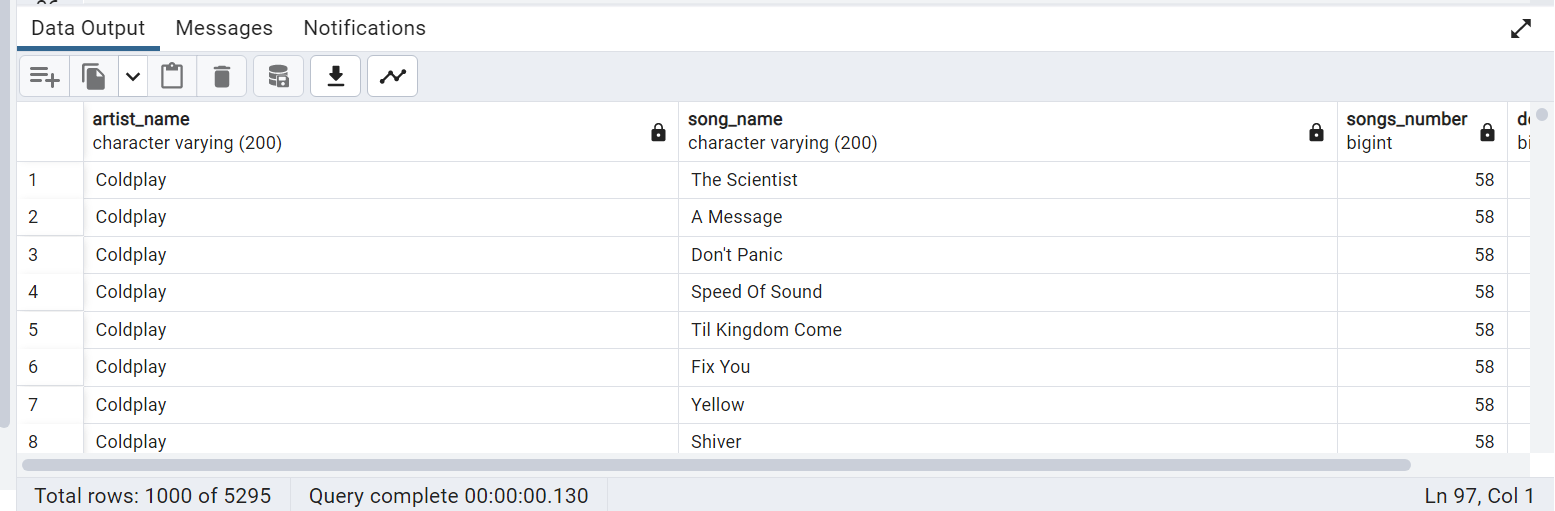 Data Output Messages Notifications
artist_name song_name songs_number
character varying (200) character varying (200) bigint
1 Coldplay The Scientist 58
2 Coldplay A Message 58
3 Coldplay Don't Panic 58
4 Coldplay Speed Of Sound 58
5 Coldplay Til Kingdom Come 58
6 Coldplay Fix You 58
7 Coldplay Yellow 58
8 Coldplay Shiver 58
Total rows: 1000 of 5295 Query complete 00:00:00.130 Ln 97, Col 1